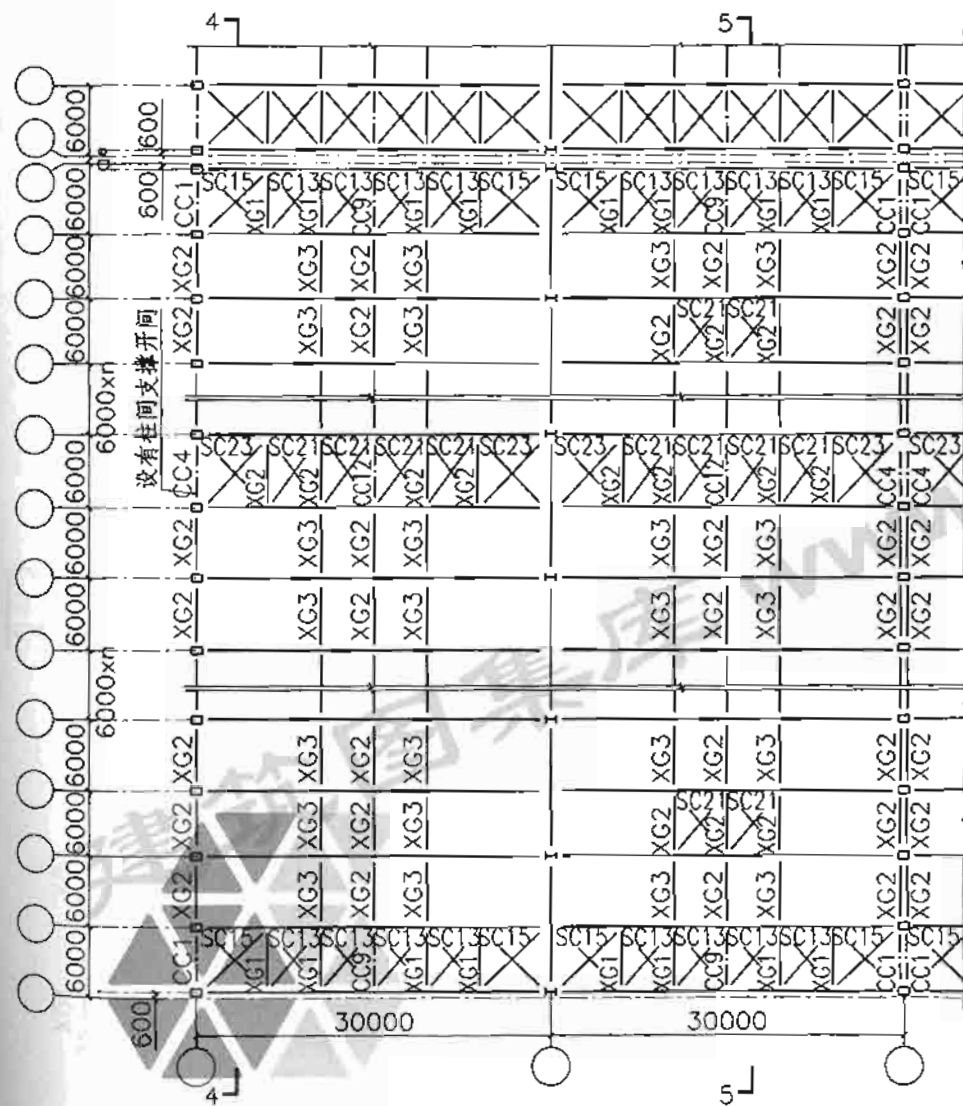 4 5
6000
600
a
600
6000
CC1 SC15 SC13 SC13 SC13 SC13 SC15 SC15 SC13 SC13 SC13 SC13 SC15 SC15
XG1 XG1 CC9 XG1 XG1 XG1 XG1 CC9 XG1 XG1 CC1 CC1
6000 XG2 XG3 XG2 XG3 XG3 XG2 XG3 XG2 XG2
SC21 SC21
6000 XG2 XG3 XG2 XG3 XG2 XG2 XG2 XG2 XG2
设有柱间支撑开间
6000xn
SC23 SC21 SC21 SC21 SC21 SC23 SC23 SC21 SC21 SC21 SC21 SC23 SC23
6000 CC4 XG2 XG2 CC12 XG2 XG2 XG2 XG2 CC12 XG2 XG2 CC4 CC4
6000 XG2 XG3 XG2 XG3 XG3 XG2 XG3 XG2 XG2
6000 XG2 XG3 XG2 XG3 XG3 XG2 XG3 XG2 XG2
6000xn
6000 XG2 XG3 XG2 XG3 XG3 XG2 XG3 XG2 XG2
SC21 SC21
6000 XG2 XG3 XG2 XG3 XG2 XG2 XG2 XG2 XG2
6000 XG2 XG3 XG2 XG3 XG3 XG2 XG3 XG2 XG2
SC15 SC13 SC13 SC13 SC13 SC15 SC15 SC13 SC13 SC13 SC13 SC15 SC15
6000 CC1 XG1 XG1 CC9 XG1 XG1 XG1 XG1 CC9 XG1 XG1 CC1 CC1
600
30000 30000
4 5
建筑图集库 www